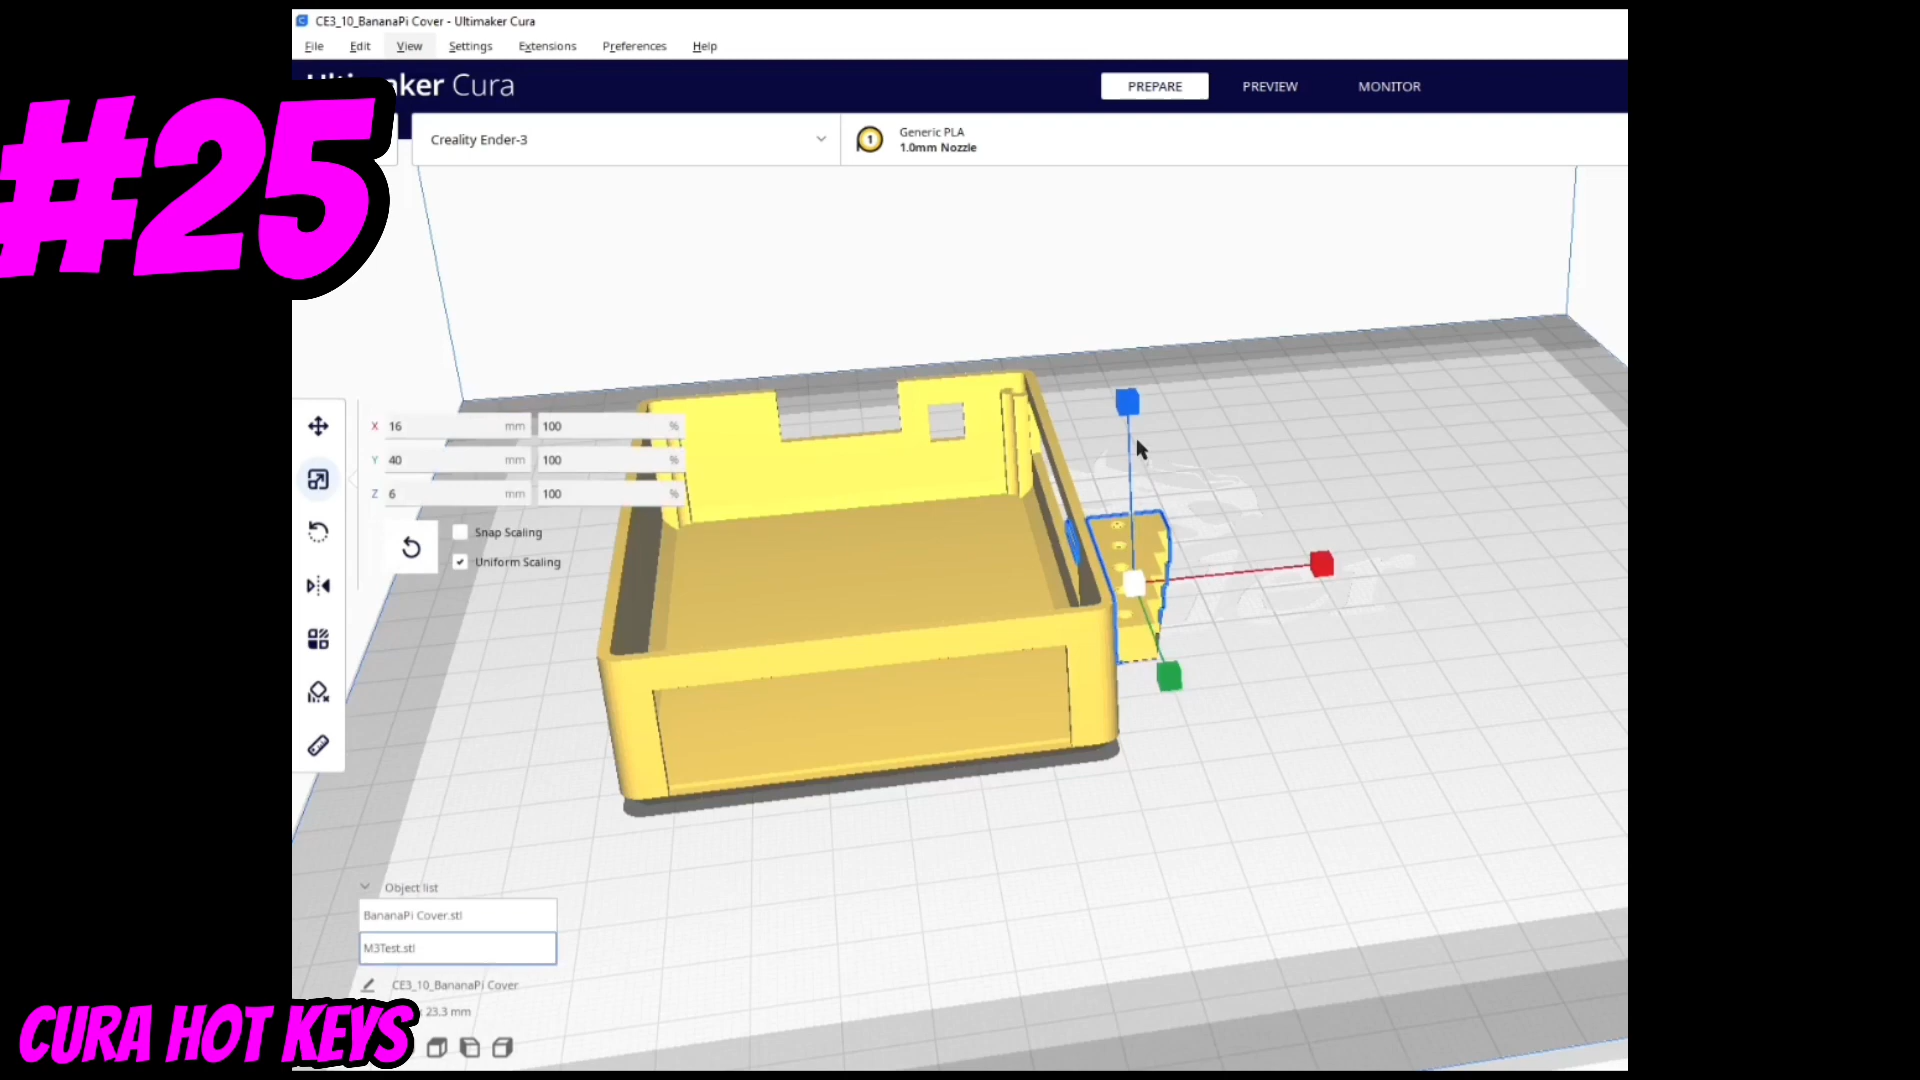 CE3_10_BananaPi Cover - Ultimaker Cura
File Edit View Settings Extensions Preferences Help
Cura
PREPARE PREVIEW MONITOR
#25
Creality Ender-3
1
Generic PLA
1.0mm Nozzle
X 16 mm 100 %
Y 40 mm 100 %
Z 6 mm 100 %
Snap Scaling
Uniform Scaling
Object list
BananaPi Cover.stl
M3Test.stl
CE3_10_BananaPi Cover
23.3 mm
CURA HOT KEYS